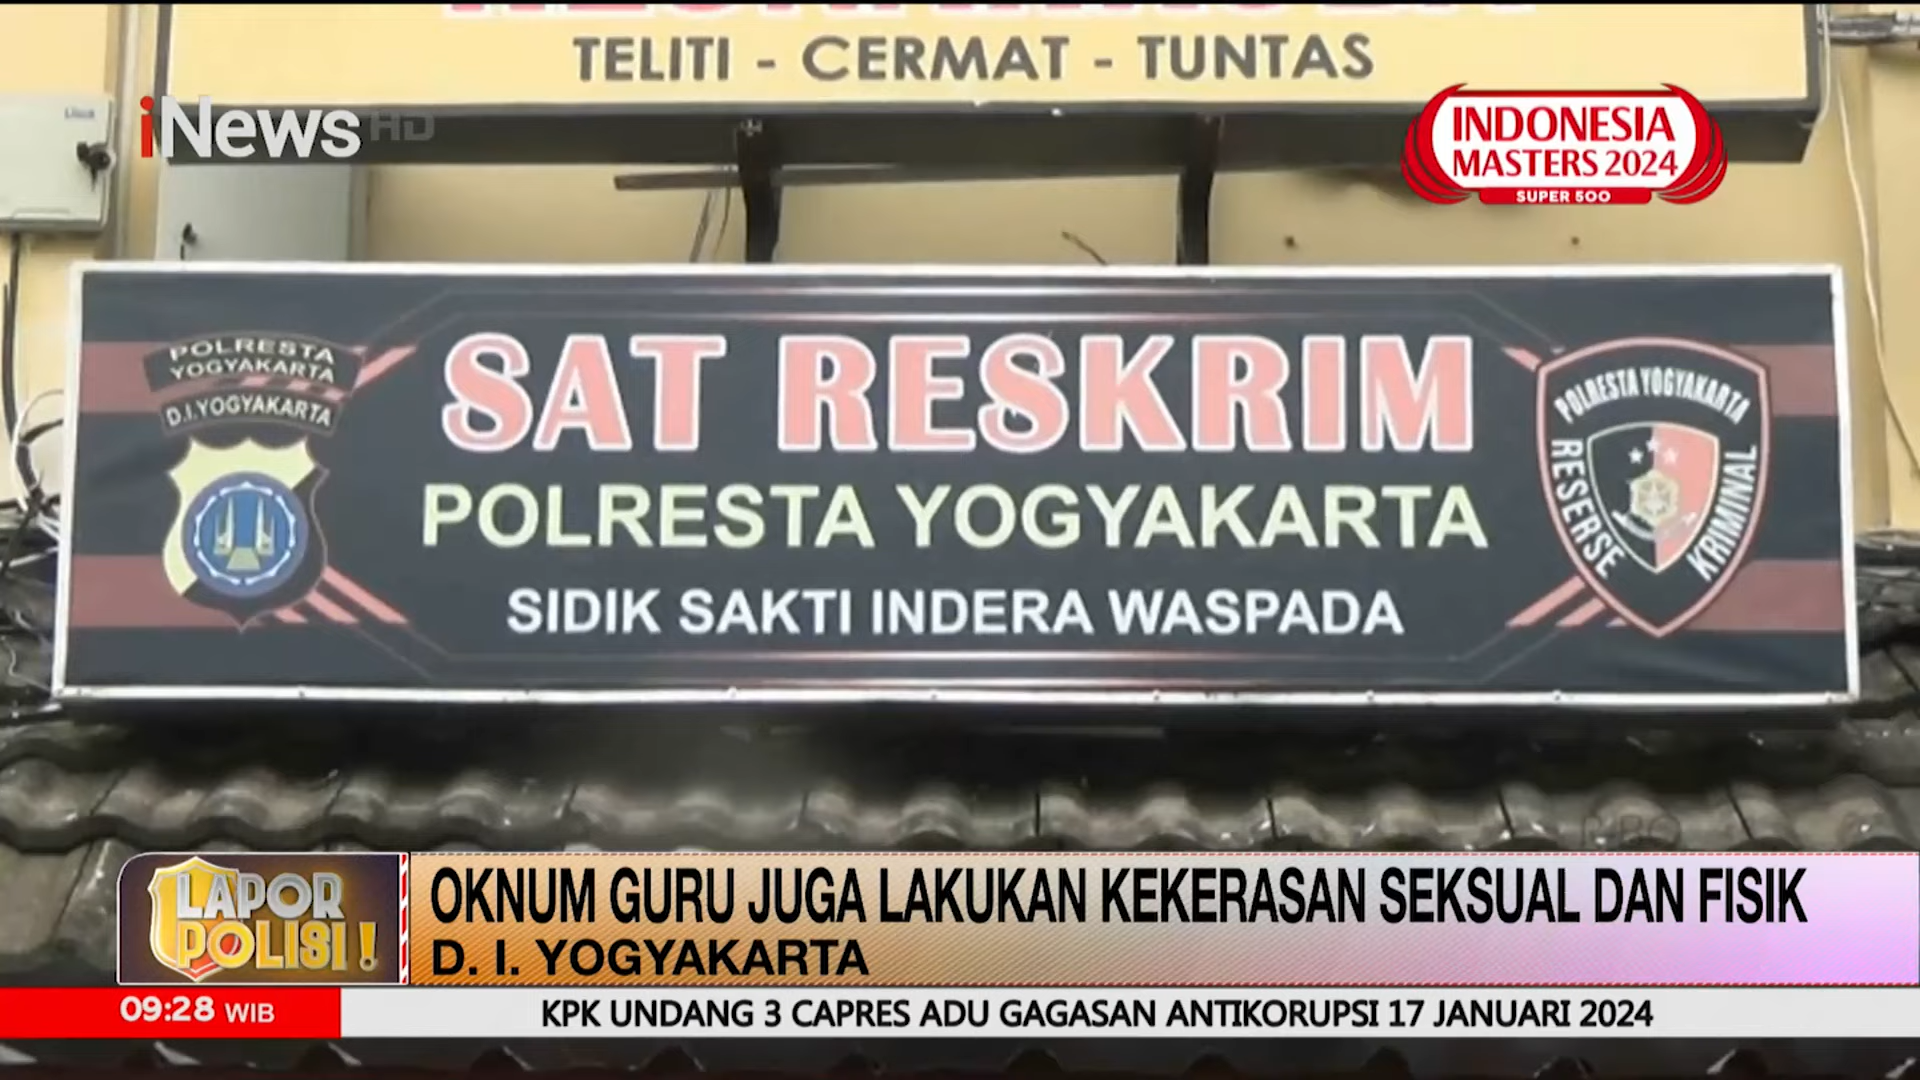 TELITI - CERMAT - TUNTAS
iNews HD
INDONESIA
MASTERS 2024
SUPER 500
POLRESTA
YOGYAKARTA
D.I.YOGYAKARTA
SAT RESKRIM
POLRESTA YOGYAKARTA
SIDIK SAKTI INDERA WASPADA
POLRESTA YOGYAKARTA
RESERSE KRIMINAL
LAPOR
POLISI !
OKNUM GURU JUGA LAKUKAN KEKERASAN SEKSUAL DAN FISIK
D. I. YOGYAKARTA
09:28 WIB
KPK UNDANG 3 CAPRES ADU GAGASAN ANTIKORUPSI 17 JANUARI 2024